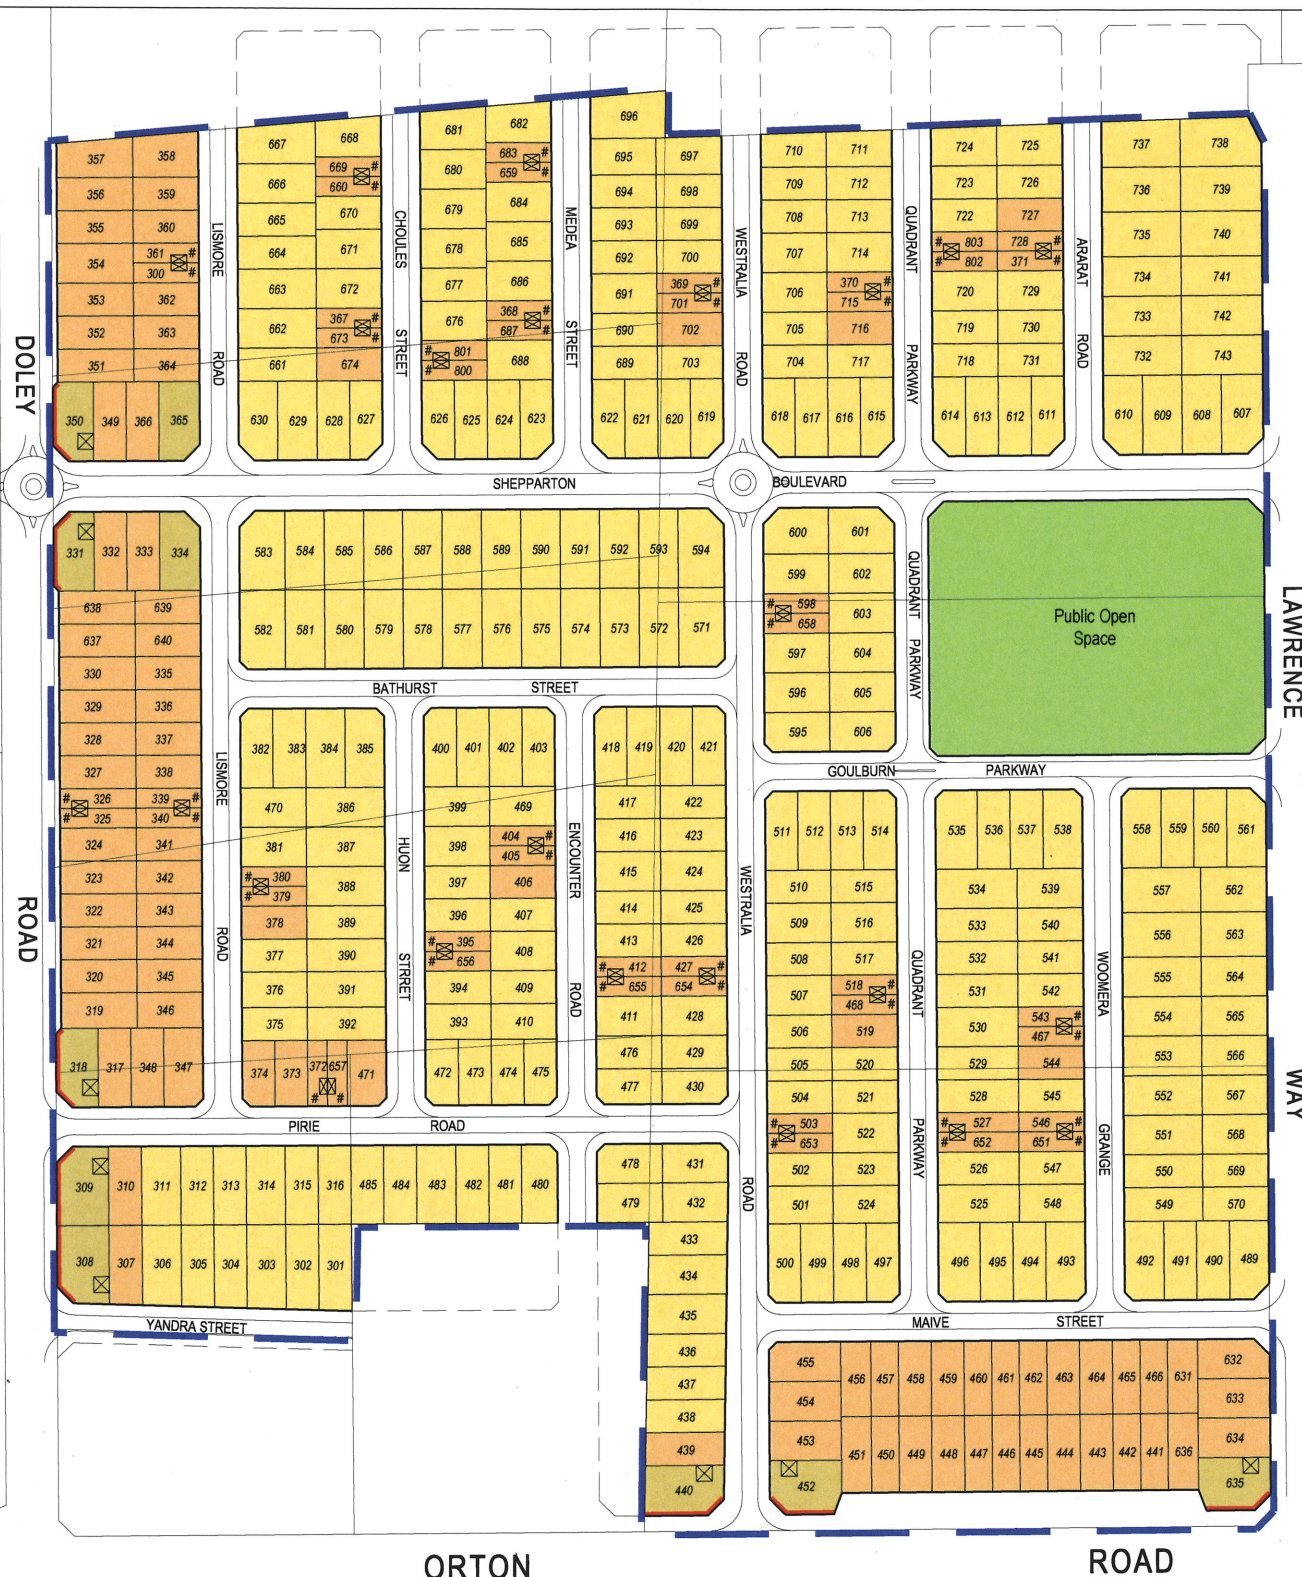 696
667 668 681 682
357 358 669 # 683 # 695 697 710 711 724 725 737 738
666 660 # 680 659 #
356 359 665 670 679 684 694 698 709 712 723 726 736 739
355 360 664 671 678 685 693 699 708 713 722 727 735 740
354 361 # 692 700 707 714 # 803 728 #
300 # 663 672 677 686 # 802 371 #
353 362 691 369 # 706 370 # 720 729 734 741
701 # 715 #
352 363 662 367 # 676 368 # 690 702 705 716 719 730 733 742
673 # 687 #
351 364 661 674 # 801 688 689 703 704 717 718 731 732 743
# 800
LISMORE ROAD
CHOULES STREET
MEDEA STREET
WESTRALIA ROAD
QUADRANT PARKWAY
ARARAT ROAD
DOLEY
350 349 366 365 630 629 628 627 626 625 624 623 622 621 620 619 618 617 616 615 614 613 612 611 610 609 608 607
SHEPPARTON BOULEVARD
331 332 333 334 583 584 585 586 587 588 589 590 591 592 593 594
582 581 580 579 578 577 576 575 574 573 572 571
600 601
599 602
# 598 603
# 658
597 604
596 605
595 606
QUADRANT PARKWAY
Public Open
Space
LAWRENCE
BATHURST STREET
GOULBURN PARKWAY
638 639
637 640
330 335
329 336
328 337
327 338
# 326 339 #
# 325 340 #
324 341
323 342
322 343
321 344
320 345
319 346
318 317 348 347
ROAD
LISMORE ROAD
382 383 384 385
470 386
381 387
# 380 388
# 379
378 389
377 390
376 391
375 392
374 373 372 657 471
# #
HUON STRRET
400 401 402 403
399 469
398 404 #
405 #
397 406
396 407
# 395 408
# 656
394 409
393 410
472 473 474 475
ENCOUNTER ROAD
418 419 420 421
417 422
416 423
415 424
414 425
413 426
# 412 427 #
# 655 654 #
411 428
476 429
477 430
WESTRALIA ROAD
511 512 513 514
510 515
509 516
508 517
507 518 #
468 #
506 519
505 520
504 521
# 503 522
# 653
502 523
501 524
500 499 498 497
QUADRANT PARKWAY
535 536 537 538
534 539
533 540
532 541
531 542
530 543 #
467 #
529 544
528 545
# 527 546 #
# 652 651 #
526 547
525 548
496 495 494 493
WOOMERA GRANGE
558 559 560 561
557 562
556 563
555 564
554 565
553 566
552 567
551 568
550 569
549 570
492 491 490 489
WAY
PIRIE ROAD
309 310 311 312 313 314 315 316 485 484 483 482 481 480
308 307 306 305 304 303 302 301
478 431
479 432
433
434
435
436
437
438
439
440
YANDRA STREET
MAIVE STREET
455 456 457 458 459 460 461 462 463 464 465 466 631 632
454 633
453 451 450 449 448 447 446 445 444 443 442 441 636 634
452 635
ORTON ROAD